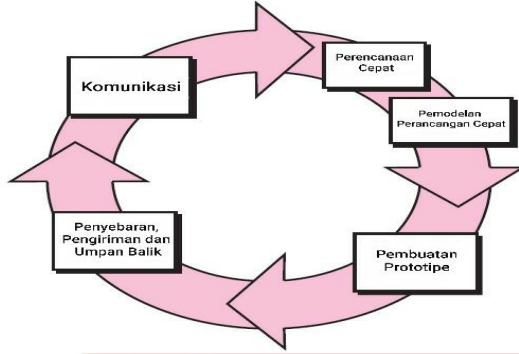 Komunikasi
Perencanaan
Cepat
Pemodelan
Perancangan Cepat
Pembuatan
Prototipe
Penyebaran,
Pengiriman dan
Umpan Balik